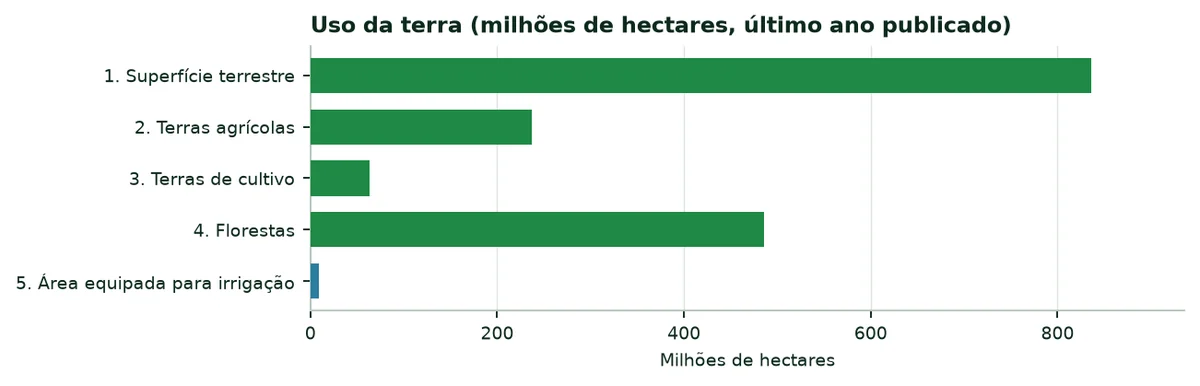 Uso da terra (milhões de hectares, último ano publicado)
1. Superfície terrestre
2. Terras agrícolas
3. Terras de cultivo
4. Florestas
5. Área equipada para irrigação
0 200 400 600 800
Milhões de hectares